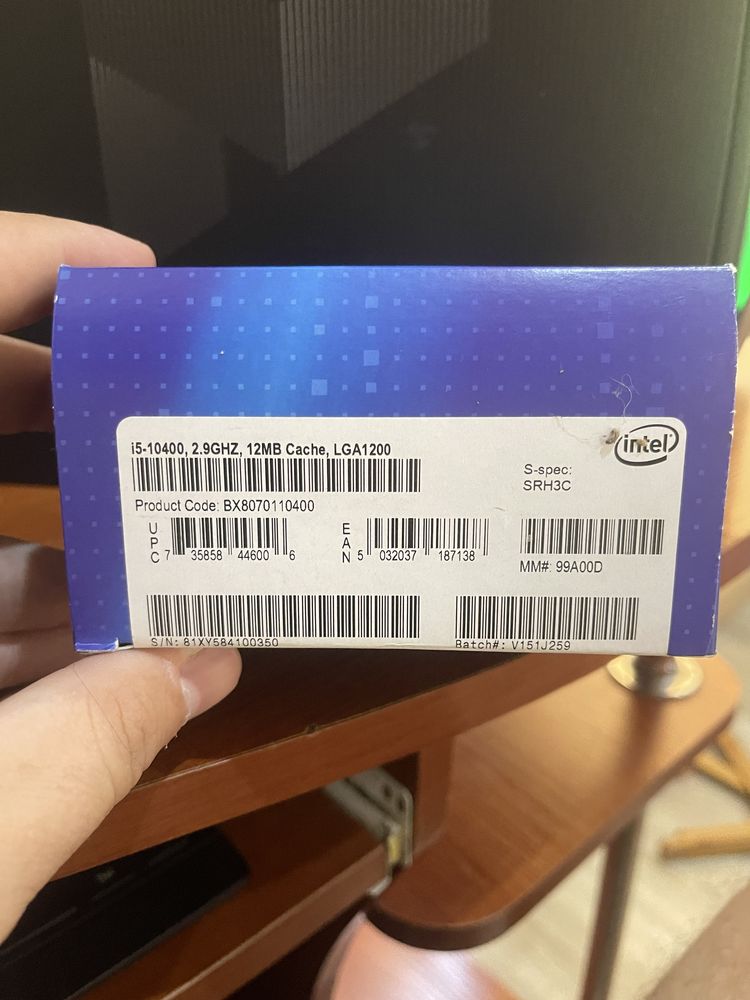 i5-10400, 2.9GHZ, 12MB Cache, LGA1200
intel
S-spec:
SRH3C
Product Code: BX8070110400
UPC 7 35858 44600 6
EAN 5 032037 187138
MM#: 99A00D
S/N: 81XY584100350
Batch#: V151J259